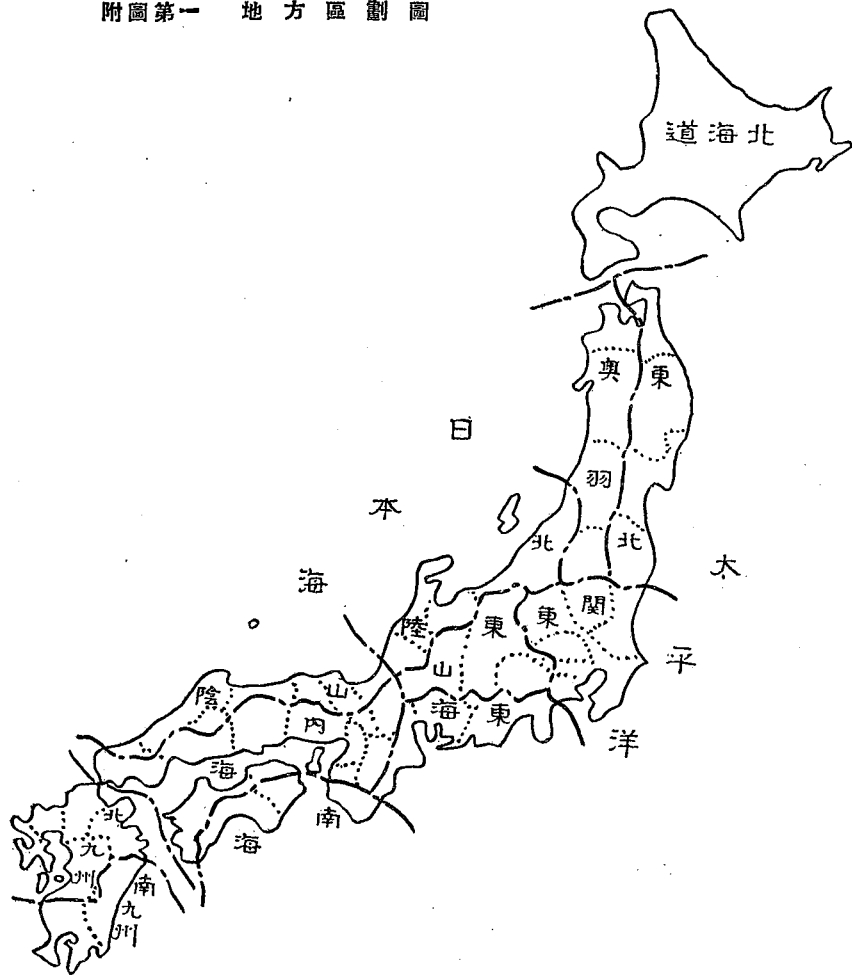 附圖第一 地方區劃圖
北海道
奥羽
東北
日本海
北陸
関東
太平洋
東山
東海
山陰
内海
南海
北九州
南九州